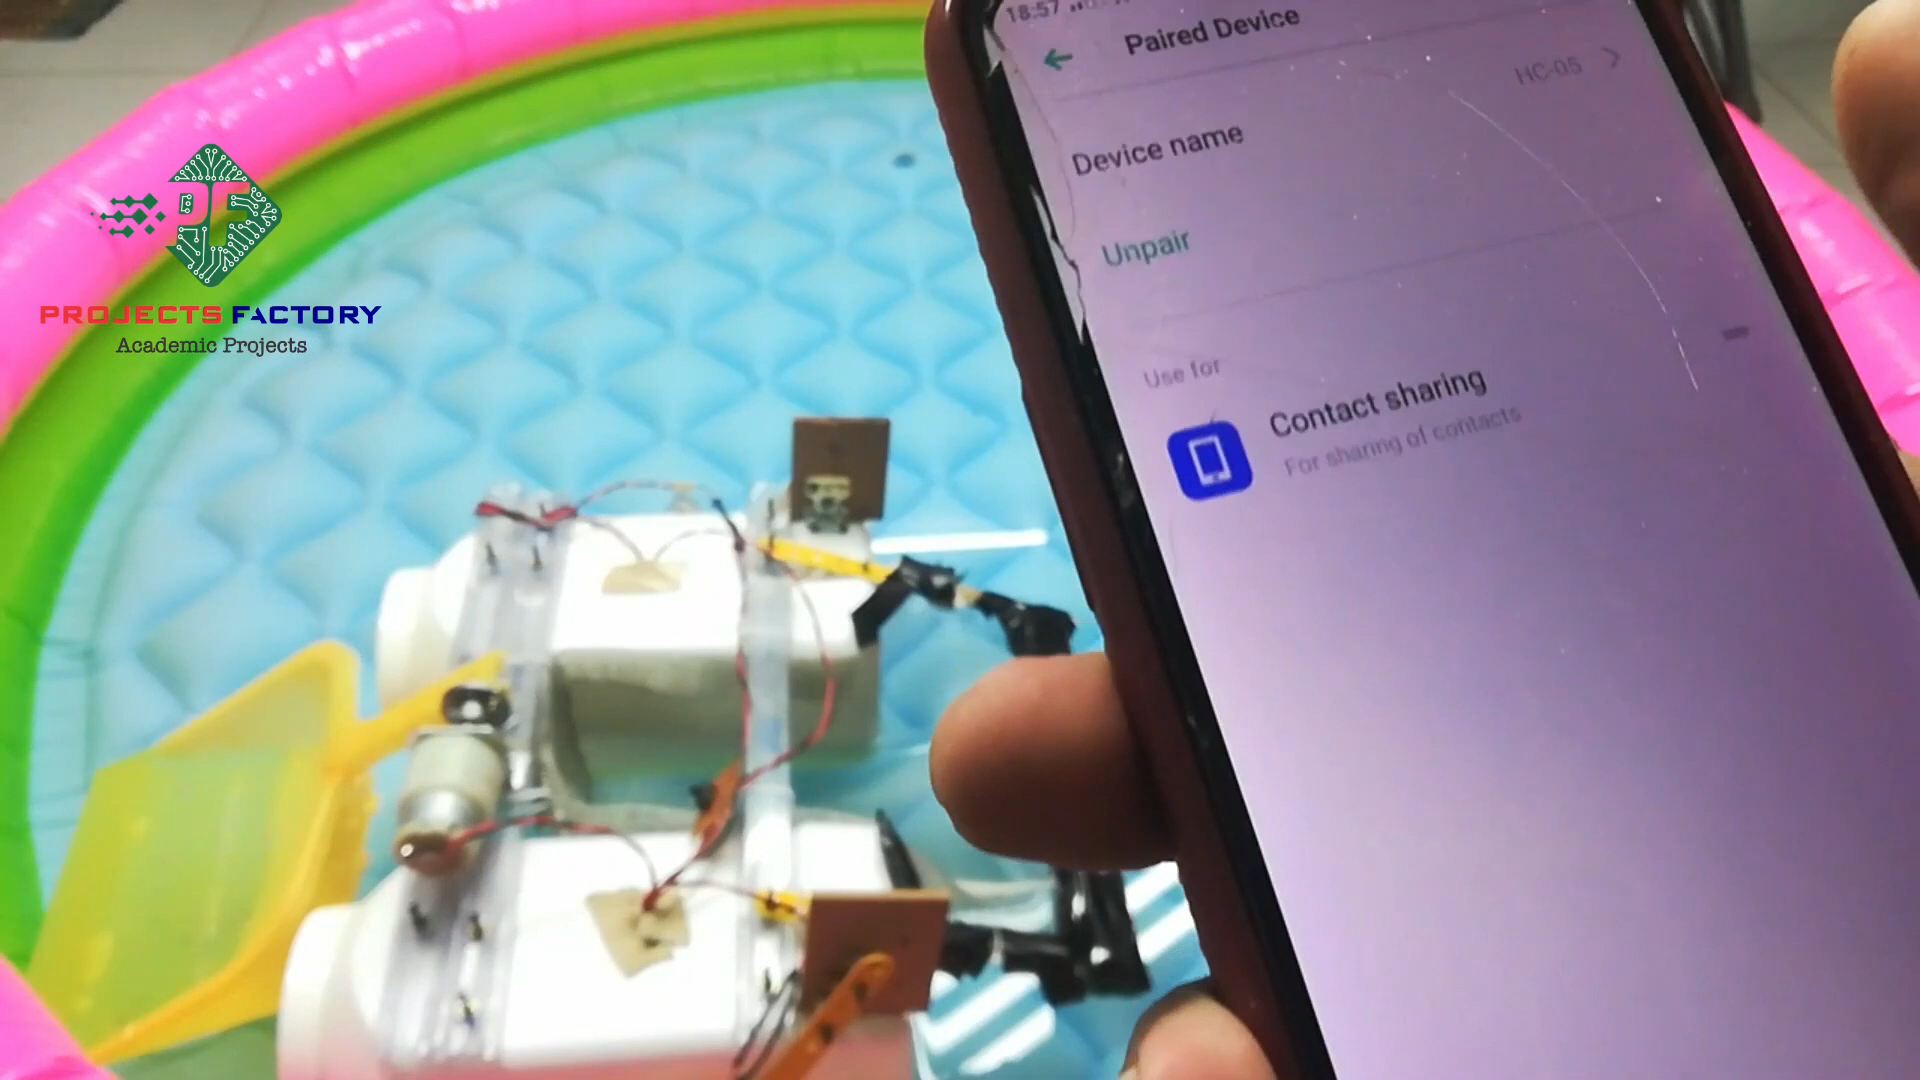 18:57
Paired Device
Device name
HC-05
Unpair
Use for
Contact sharing
For sharing of contacts
PROJECTS FACTORY
Academic Projects